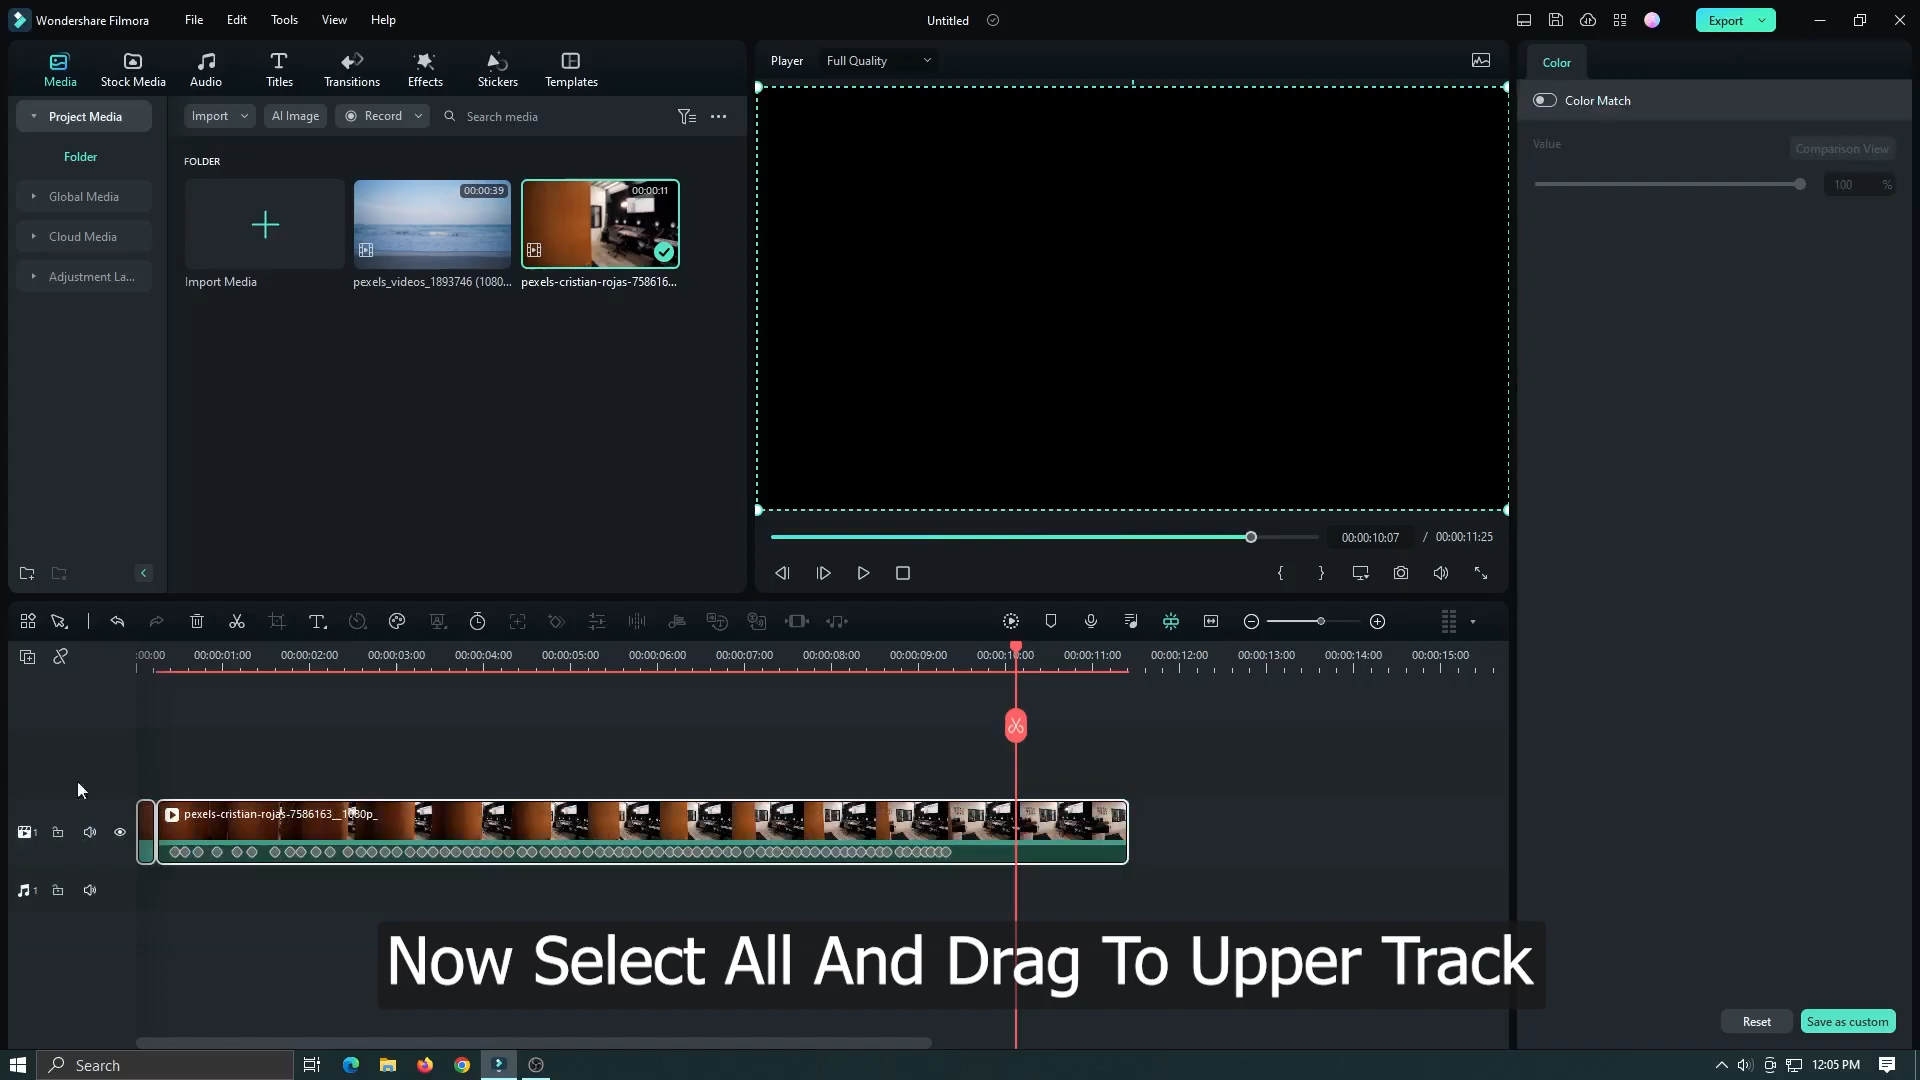 Wondershare Filmora
File
Edit
Tools
View
Help
Untitled
Export
Media
Stock Media
Audio
Titles
Transitions
Effects
Stickers
Templates
Player
Full Quality
Color
Project Media
Import
AI Image
Record
Search media
Color Match
Folder
FOLDER
Value
Comparison View
Global Media
00:00:39
00:00:11
100
%
Cloud Media
Adjustment La...
Import Media
pexels_videos_1893746 (1080...
pexels-cristian-rojas-758616...
00:00:10:07
/
00:00:11:25
:00:00
00:00:01:00
00:00:02:00
00:00:03:00
00:00:04:00
00:00:05:00
00:00:06:00
00:00:07:00
00:00:08:00
00:00:09:00
00:00:10:00
00:00:11:00
00:00:12:00
00:00:13:00
00:00:14:00
00:00:15:00
pexels-cristian-rojas-7586163__1080p_
1
1
Now Select All And Drag To Upper Track
Reset
Save as custom
Search
12:05 PM